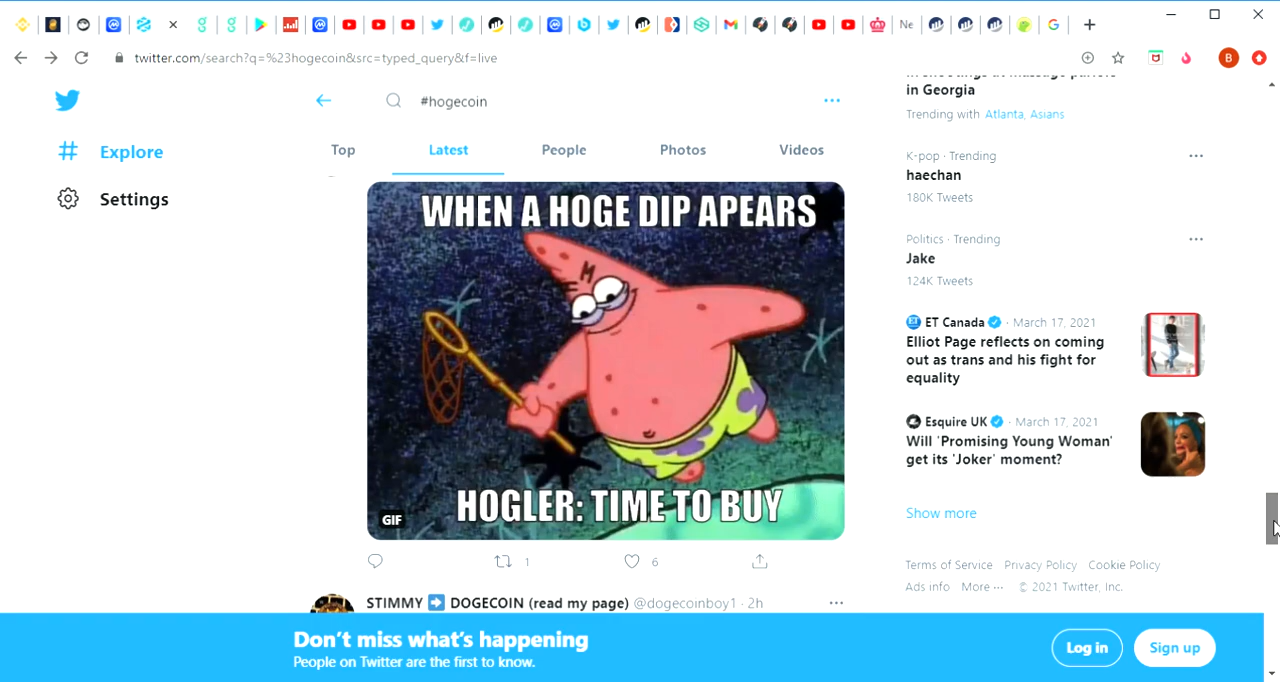 Ne
twitter.com/search?q=%23hogecoin&src=typed_query&f=live
B
#hogecoin
Explore
Settings
Top
Latest
People
Photos
Videos
WHEN A HOGE DIP APEARS
HOGLER: TIME TO BUY
GIF
1
6
STIMMY ➡️ DOGECOIN (read my page) @dogecoinboy1 · 2h
in Georgia
Trending with Atlanta, Asians
K-pop · Trending
haechan
180K Tweets
Politics · Trending
Jake
124K Tweets
ET Canada · March 17, 2021
Elliot Page reflects on coming
out as trans and his fight for
equality
Esquire UK · March 17, 2021
Will 'Promising Young Woman'
get its 'Joker' moment?
Show more
Terms of Service Privacy Policy Cookie Policy
Ads info More ··· © 2021 Twitter, Inc.
Don't miss what's happening
People on Twitter are the first to know.
Log in
Sign up